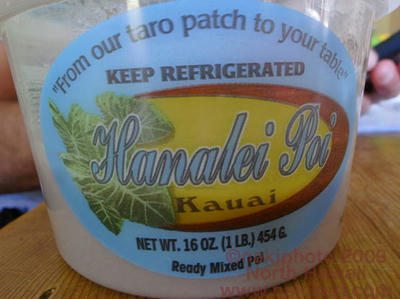 "From our taro patch to your table"
KEEP REFRIGERATED
Hanalei Poi
Kauai
NET. WT. 16 OZ. (1 LB.) 454 G.
Ready Mixed Poi